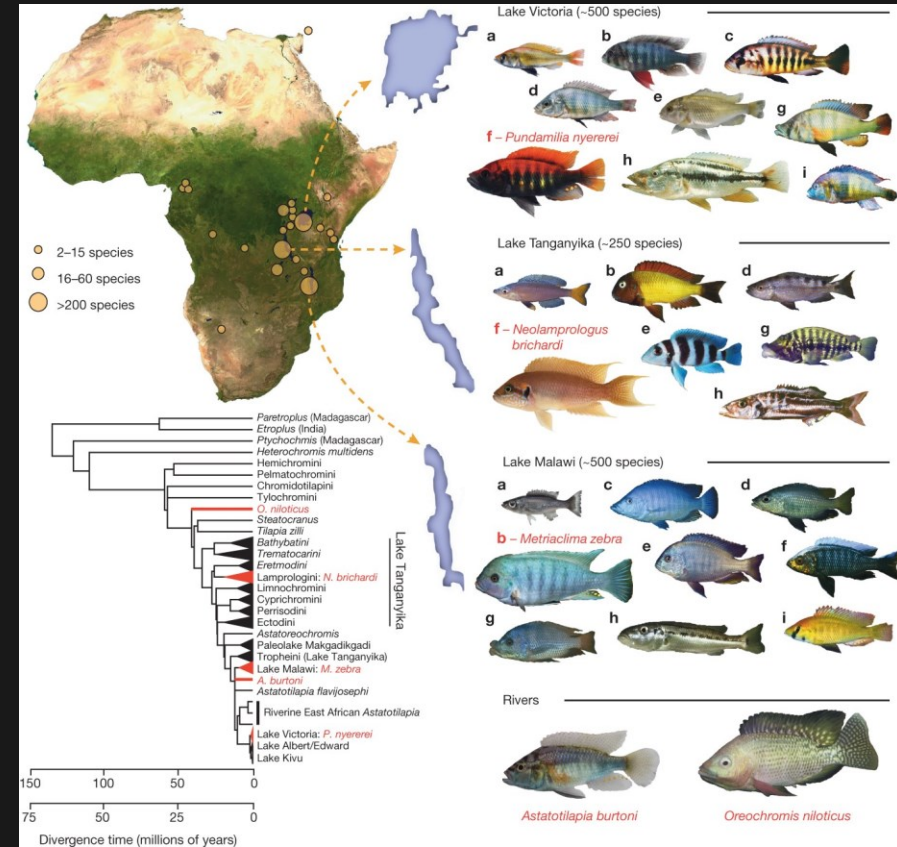 Lake Victoria (~500 species)
a
b
c
d
e
g
f – Pundamilia nyererei
h
i
2–15 species
16–60 species
>200 species
Lake Tanganyika (~250 species)
a
b
d
f – Neolamprologus
brichardi
e
g
h
Lake Malawi (~500 species)
a
c
d
b – Metriaclima zebra
e
f
g
h
i
Rivers
Astatotilapia burtoni
Oreochromis niloticus
Paretroplus (Madagascar)
Etroplus (India)
Ptychochmis (Madagascar)
Heterochromis multidens
Hemichromini
Pelmatochromini
Chromidotilapini
Tylochromini
O. niloticus
Steatocranus
Tilapia zilli
Bathybatini
Trematocarini
Eretmodini
Lamprologini: N. brichardi
Limnochromini
Cyprichromini
Perrisodini
Ectodini
Lake Tanganyika
Astatoreochromis
Paleolake Makgadikgadi
Tropheini (Lake Tanganyika)
Lake Malawi: M. zebra
A. burtoni
Astatotilapia flavijosephi
Riverine East African Astatotilapia
Lake Victoria: P. nyererei
Lake Albert/Edward
Lake Kivu
150 100 50 0
75 50 25 0
Divergence time (millions of years)